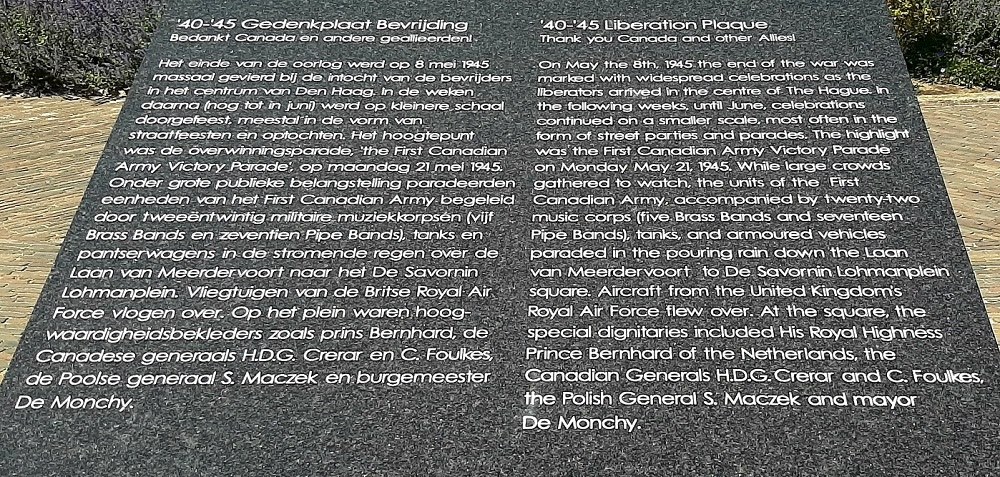 '40-'45 Gedenkplaat Bevrijding
Bedankt Canada en andere geallieerden!
Het einde van de oorlog werd op 8 mei 1945
massaal gevierd bij de intocht van de bevrijders
in het centrum van Den Haag. In de weken
daarna (nog tot in juni) werd op kleinere schaal
doorgefeest, meestal in de vorm van
straatfeesten en optochten. Het hoogtepunt
was de overwinningsparade, 'the First Canadian
Army Victory Parade', op maandag 21 mei 1945.
Onder grote publieke belangstelling paradeerden
eenheden van het First Canadian Army begeleid
door tweeëntwintig militaire muziekkorpsen (vijf
Brass Bands en zeventien Pipe Bands), tanks en
pantserwagens in de stromende regen over de
Laan van Meerdervoort naar het De Savornin
Lohmanplein. Vliegtuigen van de Britse Royal Air
Force vlogen over. Op het plein waren hoog-
waardigheidsbekleders zoals prins Bernhard, de
Canadese generaals H.D.G. Crerar en C. Foulkes,
de Poolse generaal S. Maczek en burgemeester
De Monchy.
'40-'45 Liberation Plaque
Thank you Canada and other Allies!
On May the 8th, 1945 the end of the war was
marked with widespread celebrations as the
liberators arrived in the centre of The Hague. In
the following weeks, until June, celebrations
continued on a smaller scale, most often in the
form of street parties and parades. The highlight
was 'the First Canadian Army Victory Parade'
on Monday May 21, 1945. While large crowds
gathered to watch, the units of the First
Canadian Army, accompanied by twenty-two
music corps (five Brass Bands and seventeen
Pipe Bands), tanks, and armoured vehicles
paraded in the pouring rain down the Laan
van Meerdervoort to De Savornin Lohmanplein
square. Aircraft from the United Kingdom's
Royal Air Force flew over. At the square, the
special dignitaries included His Royal Highness
Prince Bernhard of the Netherlands, the
Canadian Generals H.D.G. Crerar and C. Foulkes,
the Polish General S. Maczek and mayor
De Monchy.